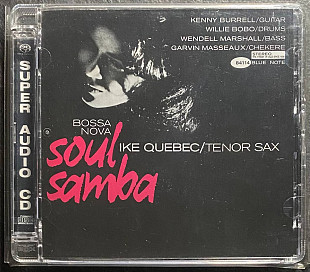 KENNY BURRELL/GUITAR
WILLIE BOBO/DRUMS
WENDELL MARSHALL/BASS
GARVIN MASSEAUX/CHEKERE
STEREO
84114 BLUE NOTE
BOSSA
NOVA
soul
samba
IKE QUEBEC/TENOR SAX
SUPER AUDIO CD